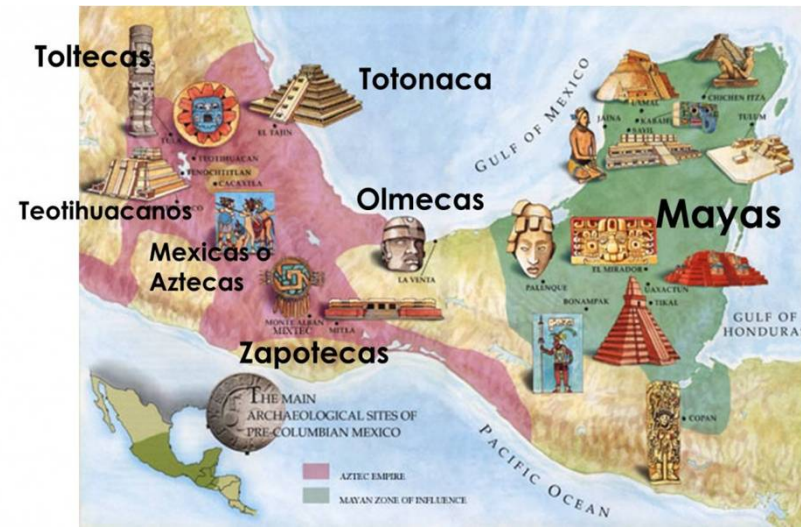 Toltecas
Totonaca
GULF OF MEXICO
UXMAL
CHICHEN ITZA
JAINA
KABAH
TULUM
SAYIL
TULA
EL TAJIN
TEOTIHUACAN
TENOCHTITLAN
CACAXTLA
Teotihuacanos
Olmecas
Mayas
Mexicas o
Aztecas
LA VENTA
EL MIRADOR
PALENQUE
UAXACTUN
BONAMPAK
TIKAL
GULF OF
HONDURA
MONTE ALBAN
MIXTEC
MITLA
Zapotecas
THE MAIN
ARCHAEOLOGICAL SITES OF
PRE-COLUMBIAN MEXICO
COPAN
PACIFIC OCEAN
AZTEC EMPIRE
MAYAN ZONE OF INFLUENCE